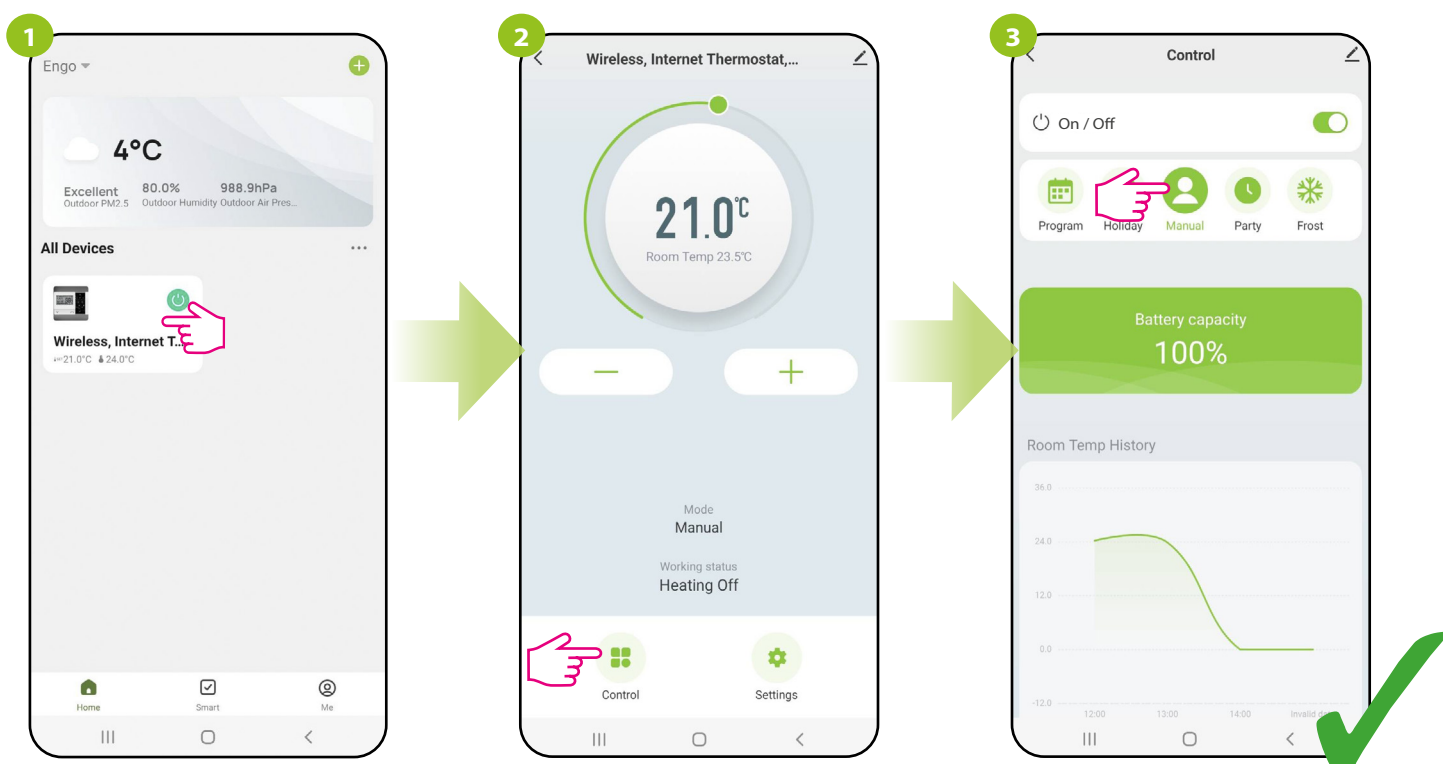 1
Engo
4°C
Excellent 80.0% 988.9hPa
Outdoor PM2.5 Outdoor Humidity Outdoor Air Pres...
All Devices
Wireless, Internet T...
21.0°C 24.0°C
Home Smart Me
2
Wireless, Internet Thermostat,...
21.0°C
Room Temp 23.5°C
Mode
Manual
Working status
Heating Off
Control Settings
3
Control
On / Off
Program Holiday Manual Party Frost
Battery capacity
100%
Room Temp History
36.0
24.0
12.0
0.0
-12.0
12:00 13:00 14:00 Invalid